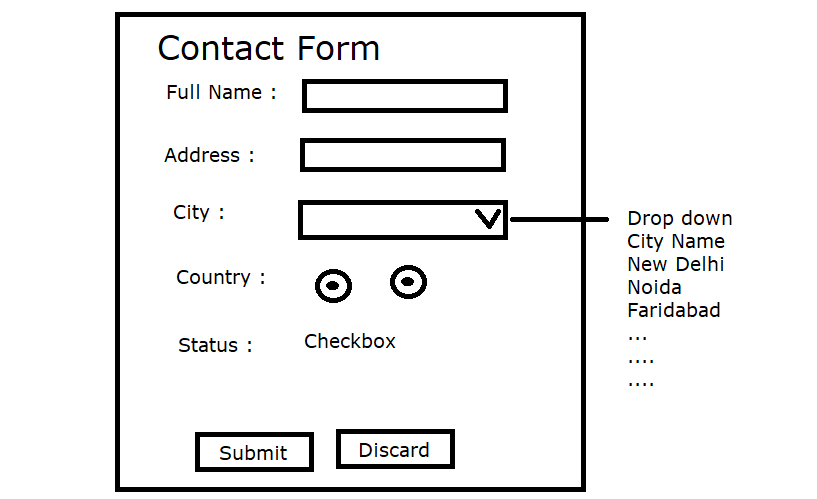 Contact Form
Full Name :
Address :
City :
Drop down
City Name
New Delhi
Noida
Faridabad
...
....
....
Country :
Status :
Checkbox
Submit
Discard